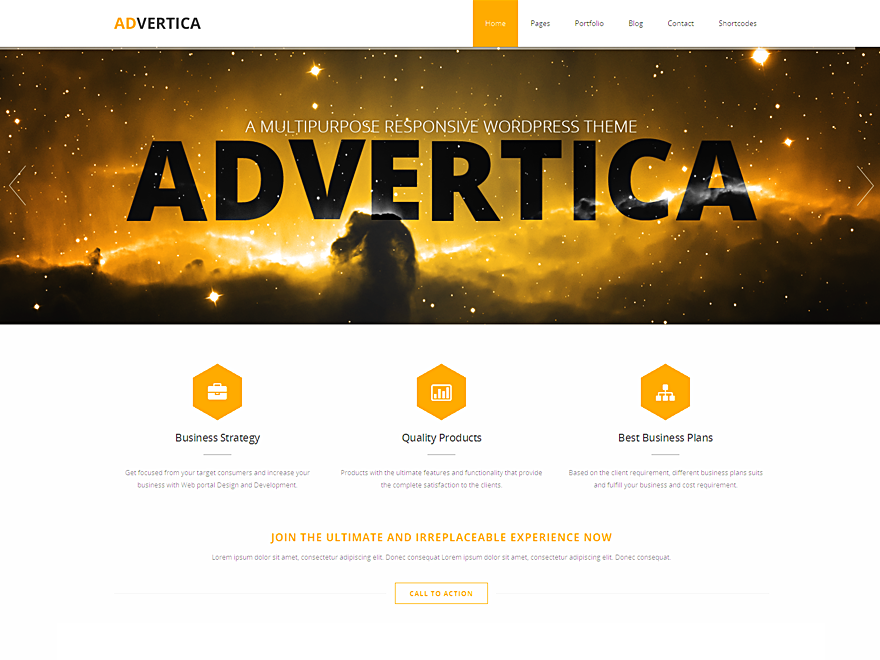 ADVERTICA
Home Pages Portfolio Blog Contact Shortcodes
A MULTIPURPOSE RESPONSIVE WORDPRESS THEME
ADVERTICA
Business Strategy
Get focused from your target consumers and increase your
business with Web portal Design and Development.
Quality Products
Products with the ultimate features and functionality that provide
the complete satisfaction to the clients.
Best Business Plans
Based on the client requirement, different business plans suits
and fulfill your business and cost requirement.
JOIN THE ULTIMATE AND IRREPLACEABLE EXPERIENCE NOW
Lorem ipsum dolor sit amet, consectetur adipiscing elit. Donec consequat Lorem ipsum dolor sit amet, consectetur adipiscing elit. Donec consequat.
CALL TO ACTION